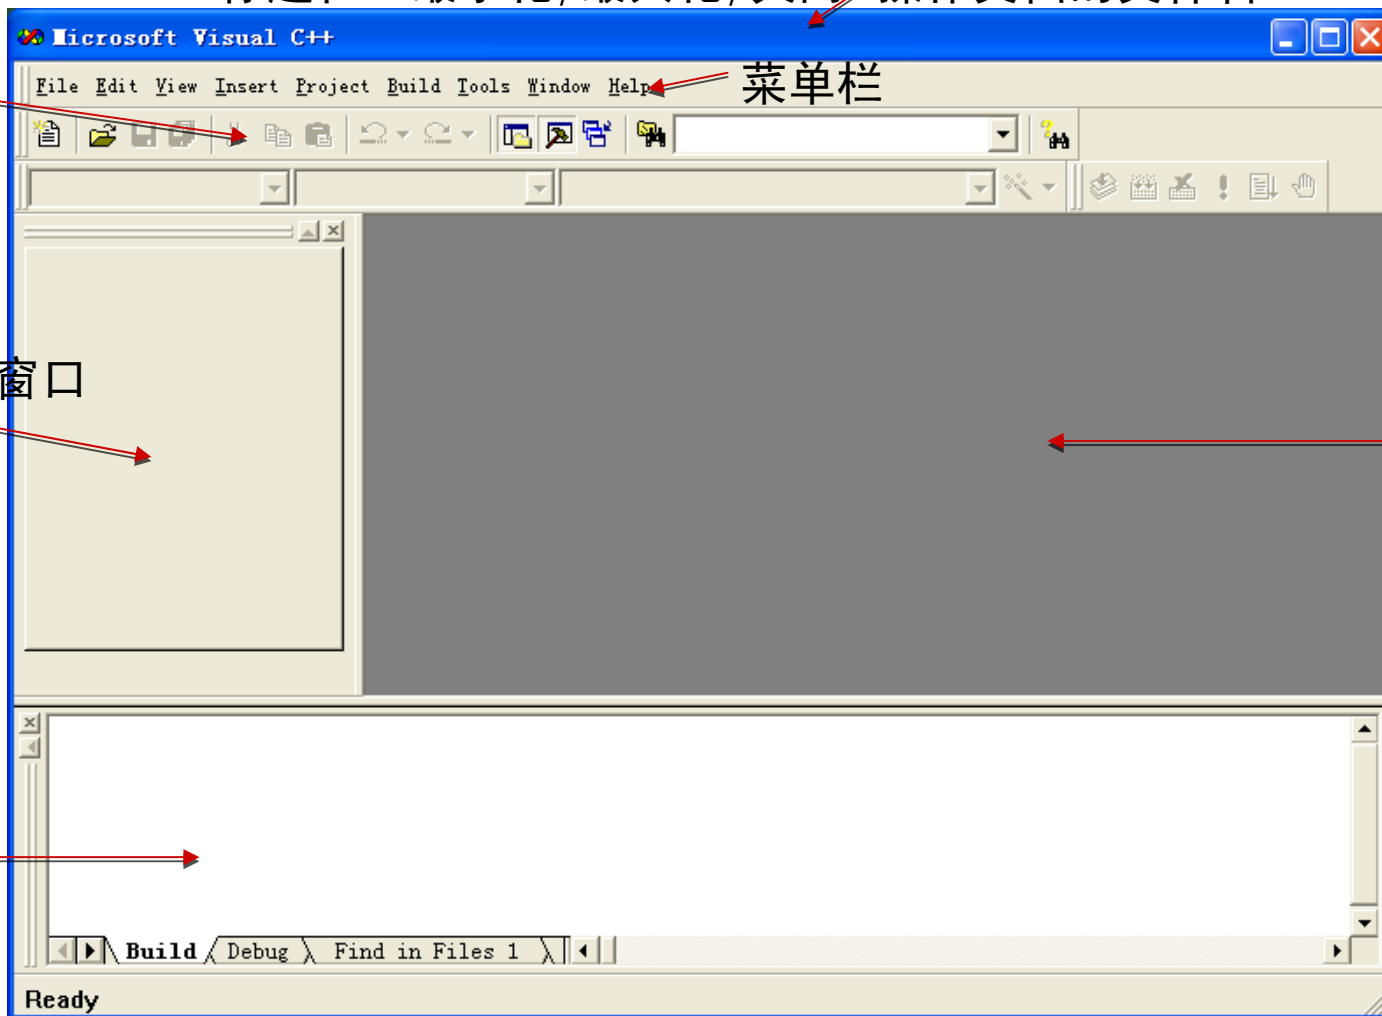 Microsoft Visual C++
File Edit View Insert Project Build Tools Window Help
菜单栏
窗口
Build Debug Find in Files 1
Ready